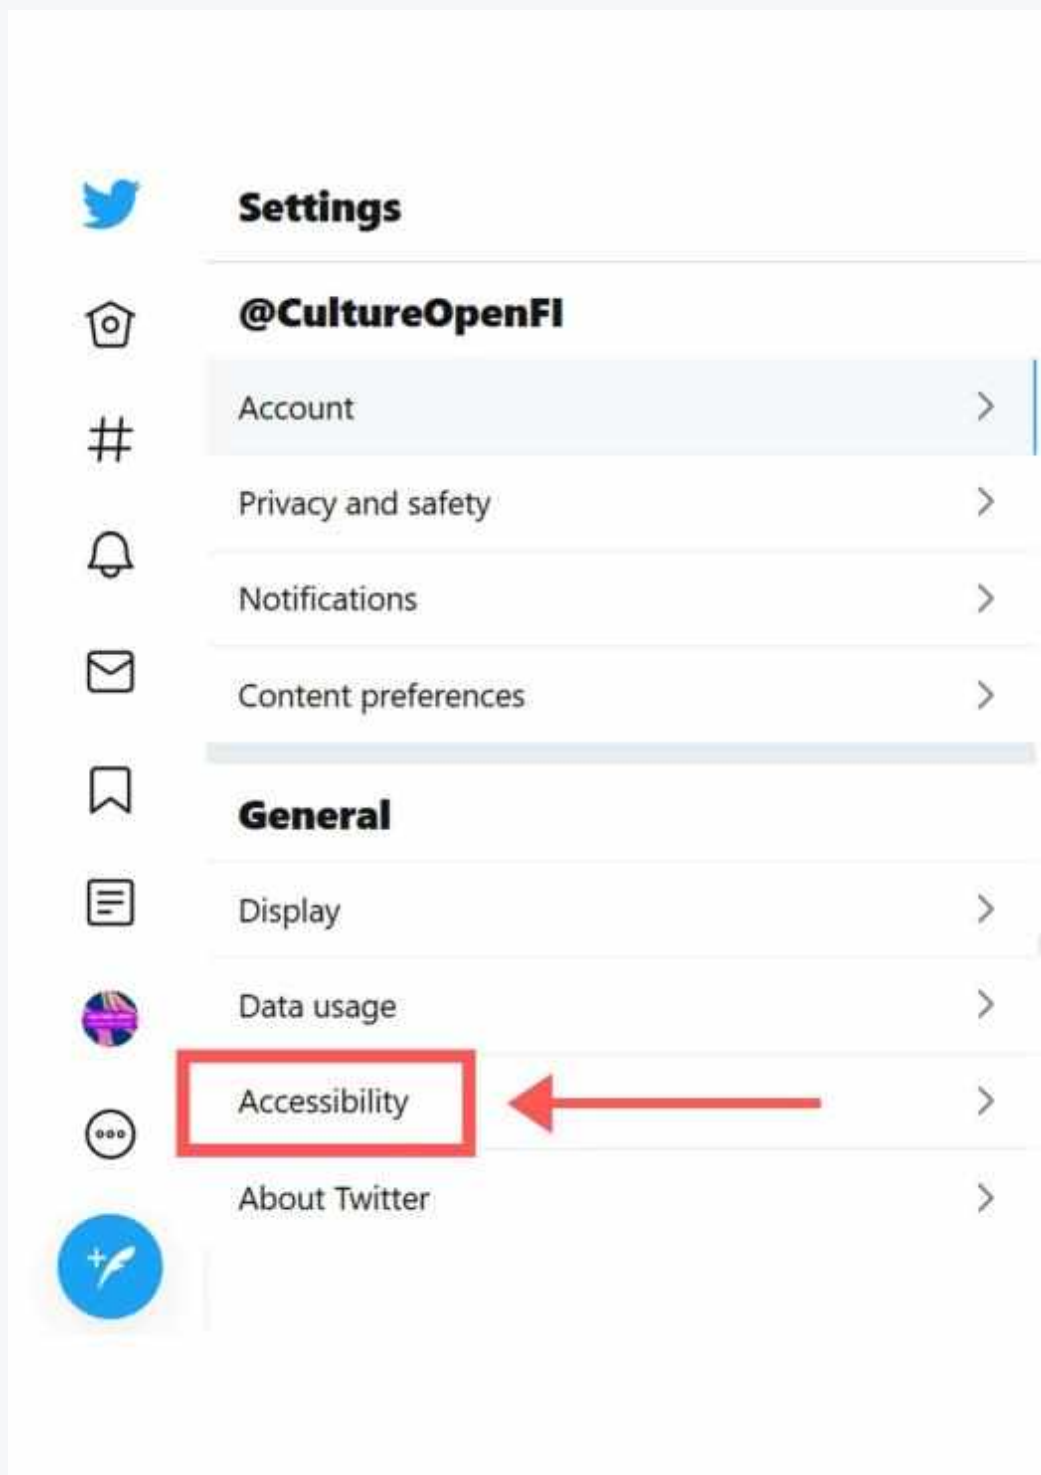 Settings
@CultureOpenFI
Account
Privacy and safety
Notifications
Content preferences
General
Display
Data usage
Accessibility
About Twitter